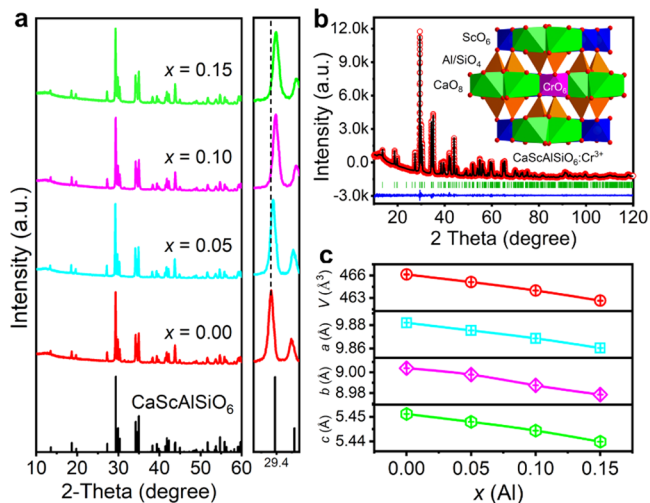 a
Intensity (a.u.)
x = 0.15
x = 0.10
x = 0.05
x = 0.00
CaScAlSiO6
10 20 30 40 50 60
29.4
2-Theta (degree)
b
Intensity (a.u.)
12.0k
9.0k
6.0k
3.0k
0.0
-3.0k
ScO6
Al/SiO4
CaO8
CrO6
CaScAlSiO6:Cr3+
20 40 60 80 100 120
2 Theta (degree)
c
V (Å3)
466
463
a (Å)
9.88
9.86
b (Å)
9.00
8.98
c (Å)
5.45
5.44
0.00 0.05 0.10 0.15
x (Al)